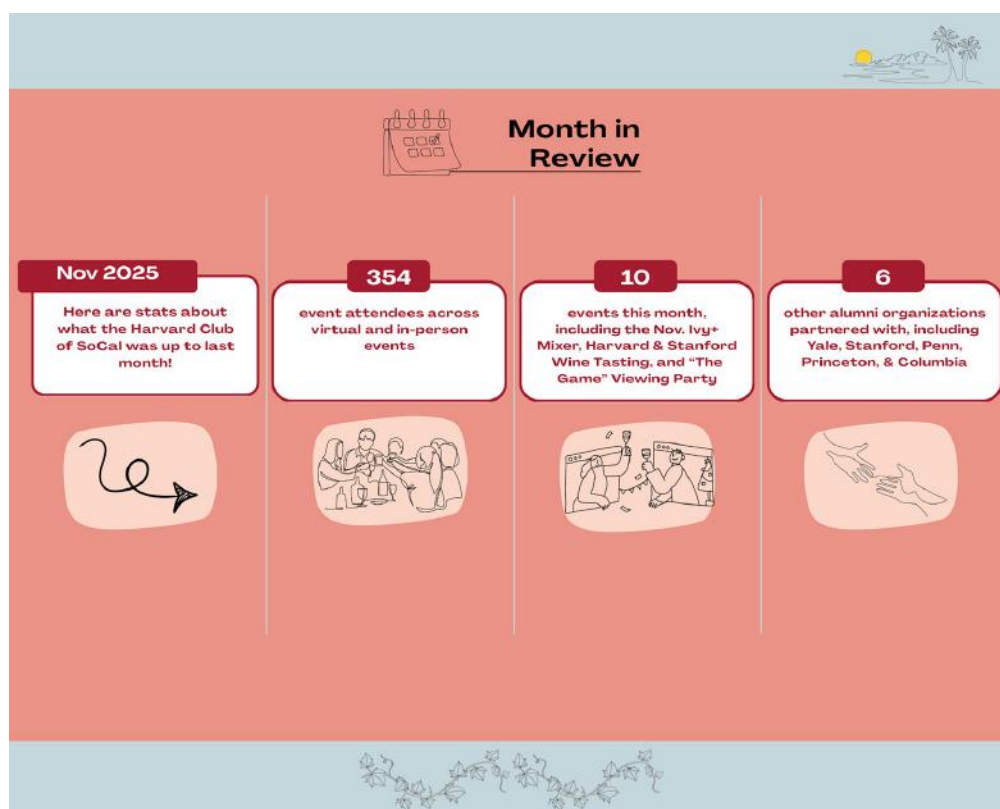 Month in
Review
Nov 2025
Here are stats about
what the Harvard Club
of SoCal was up to last
month!
354
event attendees across
virtual and in-person
events
10
events this month,
including the Nov. Ivy+
Mixer, Harvard & Stanford
Wine Tasting, and “The
Game” Viewing Party
6
other alumni organizations
partnered with, including
Yale, Stanford, Penn,
Princeton, & Columbia